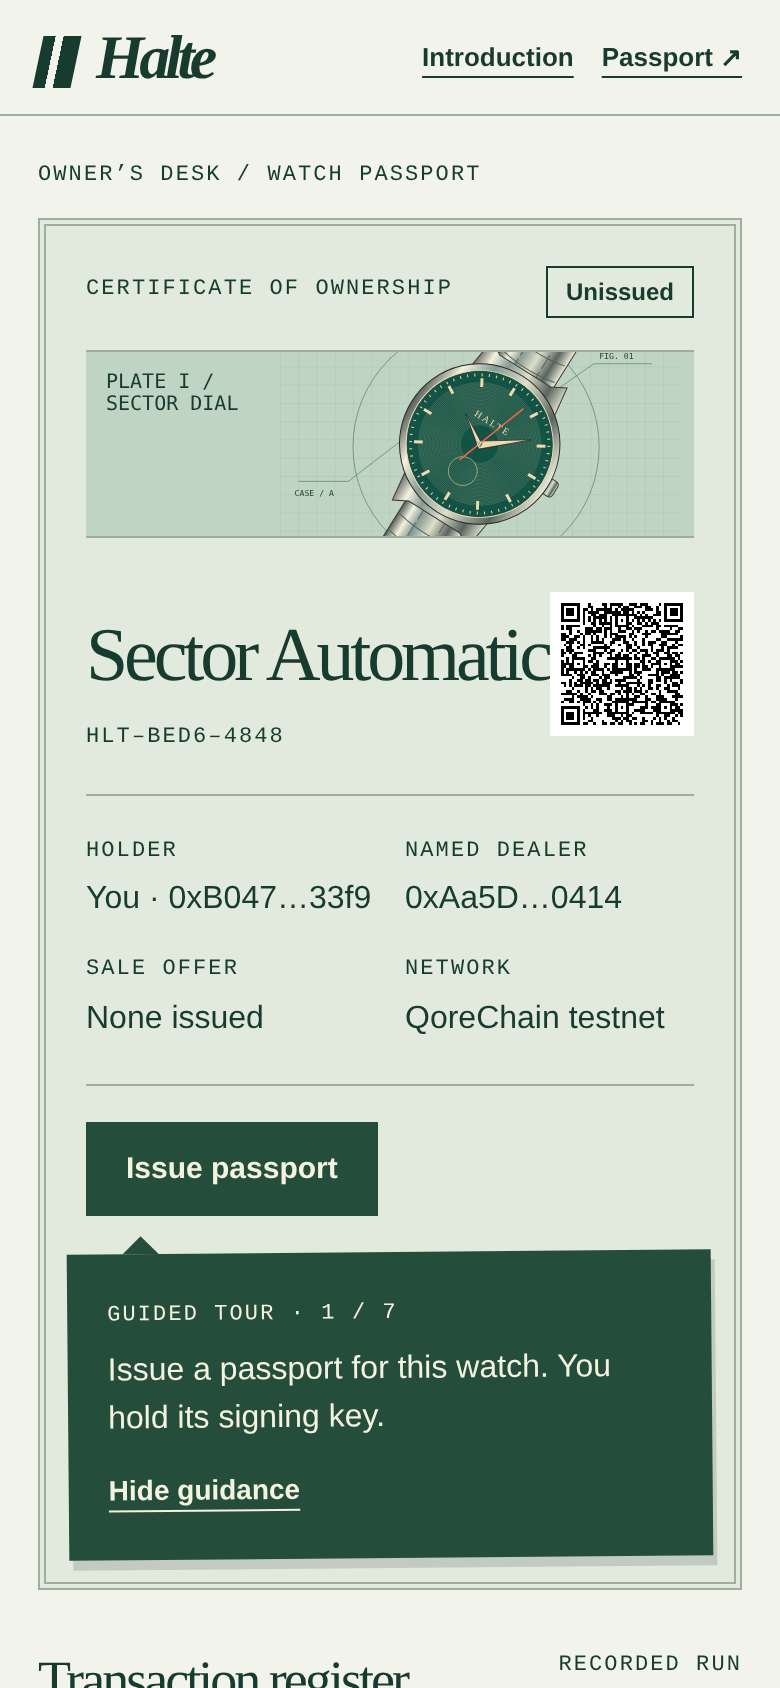 Halte
Introduction
Passport ↗
OWNER’S DESK / WATCH PASSPORT
CERTIFICATE OF OWNERSHIP
Unissued
PLATE I /
SECTOR DIAL
FIG. 01
HALTE
CASE / A
Sector Automatic
HLT–BED6–4848
HOLDER
NAMED DEALER
You · 0xB047…33f9
0xAa5D…0414
SALE OFFER
NETWORK
None issued
QoreChain testnet
Issue passport
GUIDED TOUR · 1 / 7
Issue a passport for this watch. You
hold its signing key.
Hide guidance
Transaction register
RECORDED RUN